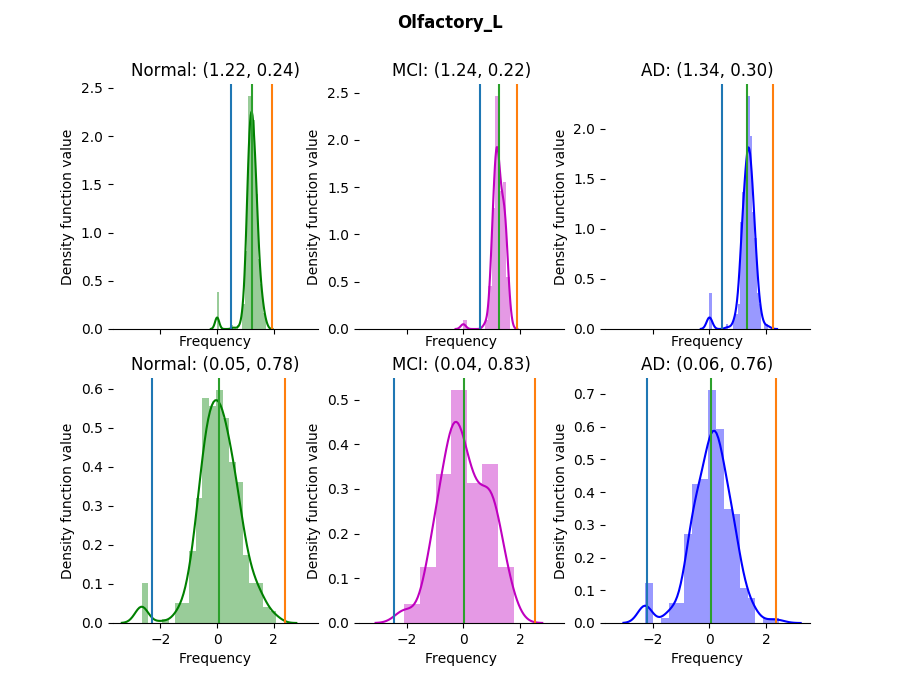 Olfactory_L
Normal: (1.22, 0.24)
MCI: (1.24, 0.22)
AD: (1.34, 0.30)
Density function value
2.5
2.0
1.5
1.0
0.5
0.0
Frequency
Density function value
2.5
2.0
1.5
1.0
0.5
0.0
Frequency
Density function value
2.0
1.5
1.0
0.5
0.0
Frequency
Normal: (0.05, 0.78)
MCI: (0.04, 0.83)
AD: (0.06, 0.76)
Density function value
0.6
0.5
0.4
0.3
0.2
0.1
0.0
−2 0 2
Frequency
Density function value
0.5
0.4
0.3
0.2
0.1
0.0
−2 0 2
Frequency
Density function value
0.7
0.6
0.5
0.4
0.3
0.2
0.1
0.0
−2 0 2
Frequency